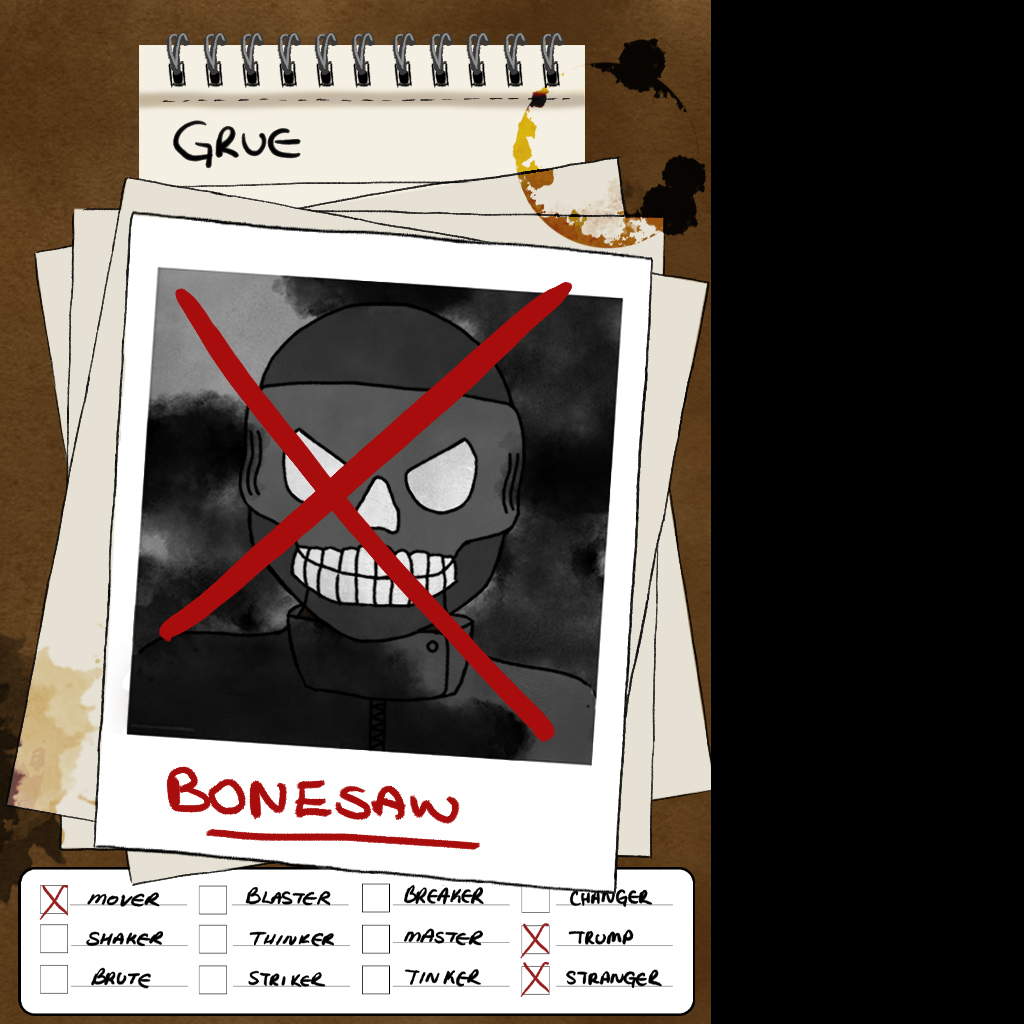 GRUE
BONESAW
MOVER BLASTER BREAKER CHANGER
SHAKER THINKER MASTER TRUMP
BRUTE STRIKER TINKER STRANGER